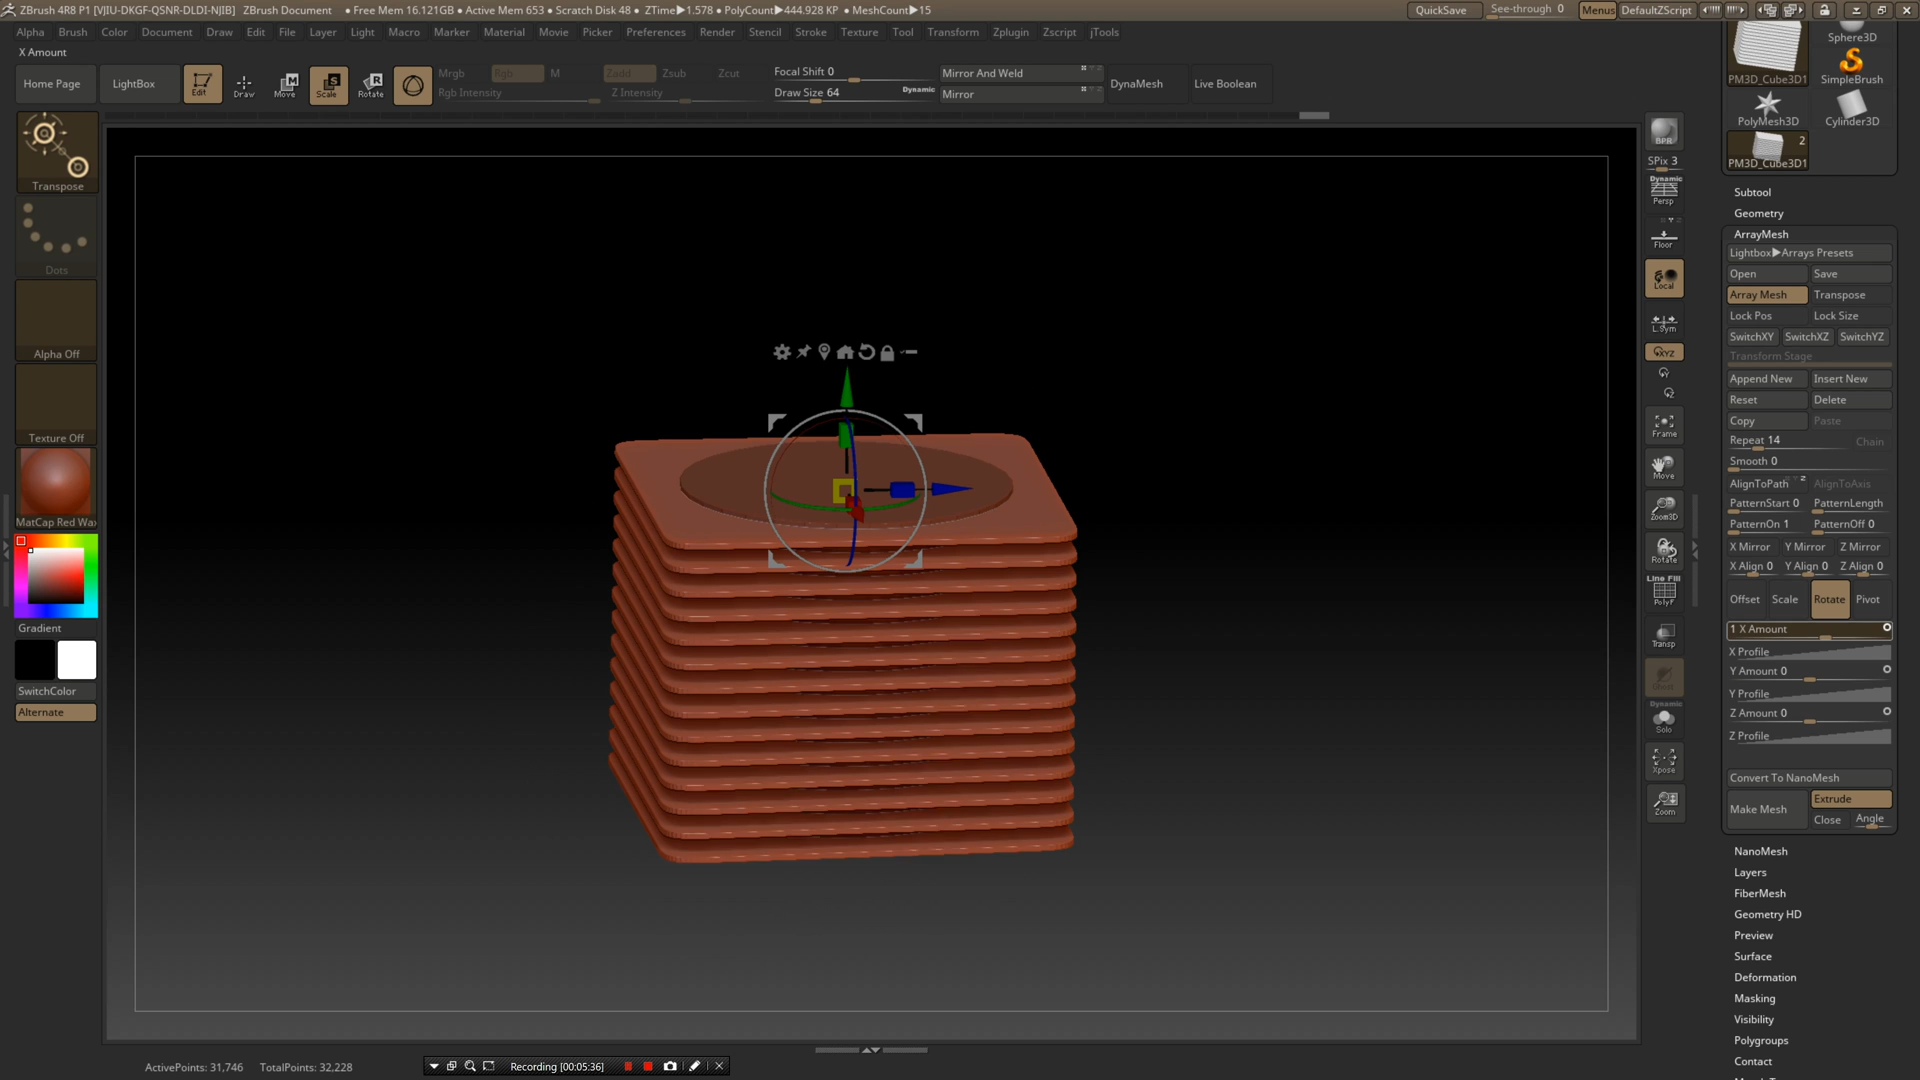 ZBrush 4R8 P1 [VJIU-DKGF-QSNR-DLDI-NJIB] ZBrush Document • Free Mem 16.121GB • Active Mem 653 • Scratch Disk 48 • ZTime▶1.578 • PolyCount▶444.928 KP • MeshCount▶15 QuickSave See-through 0 Menus DefaultZScript
Alpha Brush Color Document Draw Edit File Layer Light Macro Marker Material Movie Picker Preferences Render Stencil Stroke Texture Tool Transform Zplugin Zscript jTools
X Amount
Home Page LightBox Edit Draw Move Scale Rotate
Mrgb Rgb M Zadd Zsub Zcut
Rgb Intensity Z Intensity
Focal Shift 0
Draw Size 64 Dynamic
Mirror And Weld
Mirror
DynaMesh Live Boolean
Transpose
Dots
Alpha Off
Texture Off
MatCap Red Wax
Gradient
SwitchColor
Alternate
BPR
SPix 3
Dynamic
Persp
Floor
Local
L.Sym
XYZ
Frame
Move
Zoom3D
Rotate
Line Fill
PolyF
Transp
Ghost
Dynamic
Solo
Xpose
Zoom
PM3D_Cube3D1 Sphere3D
SimpleBrush
PolyMesh3D Cylinder3D
2
PM3D_Cube3D1
Subtool
Geometry
ArrayMesh
Lightbox▶Arrays Presets
Open Save
Array Mesh Transpose
Lock Pos Lock Size
SwitchXY SwitchXZ SwitchYZ
Transform Stage
Append New Insert New
Reset Delete
Copy Paste
Repeat 14 Chain
Smooth 0
AlignToPath AlignToAxis
PatternStart 0 PatternLength
PatternOn 1 PatternOff 0
X Mirror Y Mirror Z Mirror
X Align 0 Y Align 0 Z Align 0
Offset Scale Rotate Pivot
1 X Amount
X Profile
Y Amount 0
Y Profile
Z Amount 0
Z Profile
Convert To NanoMesh
Make Mesh Extrude
Close Angle
NanoMesh
Layers
FiberMesh
Geometry HD
Preview
Surface
Deformation
Masking
Visibility
Polygroups
Contact
ActivePoints: 31,746 TotalPoints: 32,228
Recording [00:05:36]